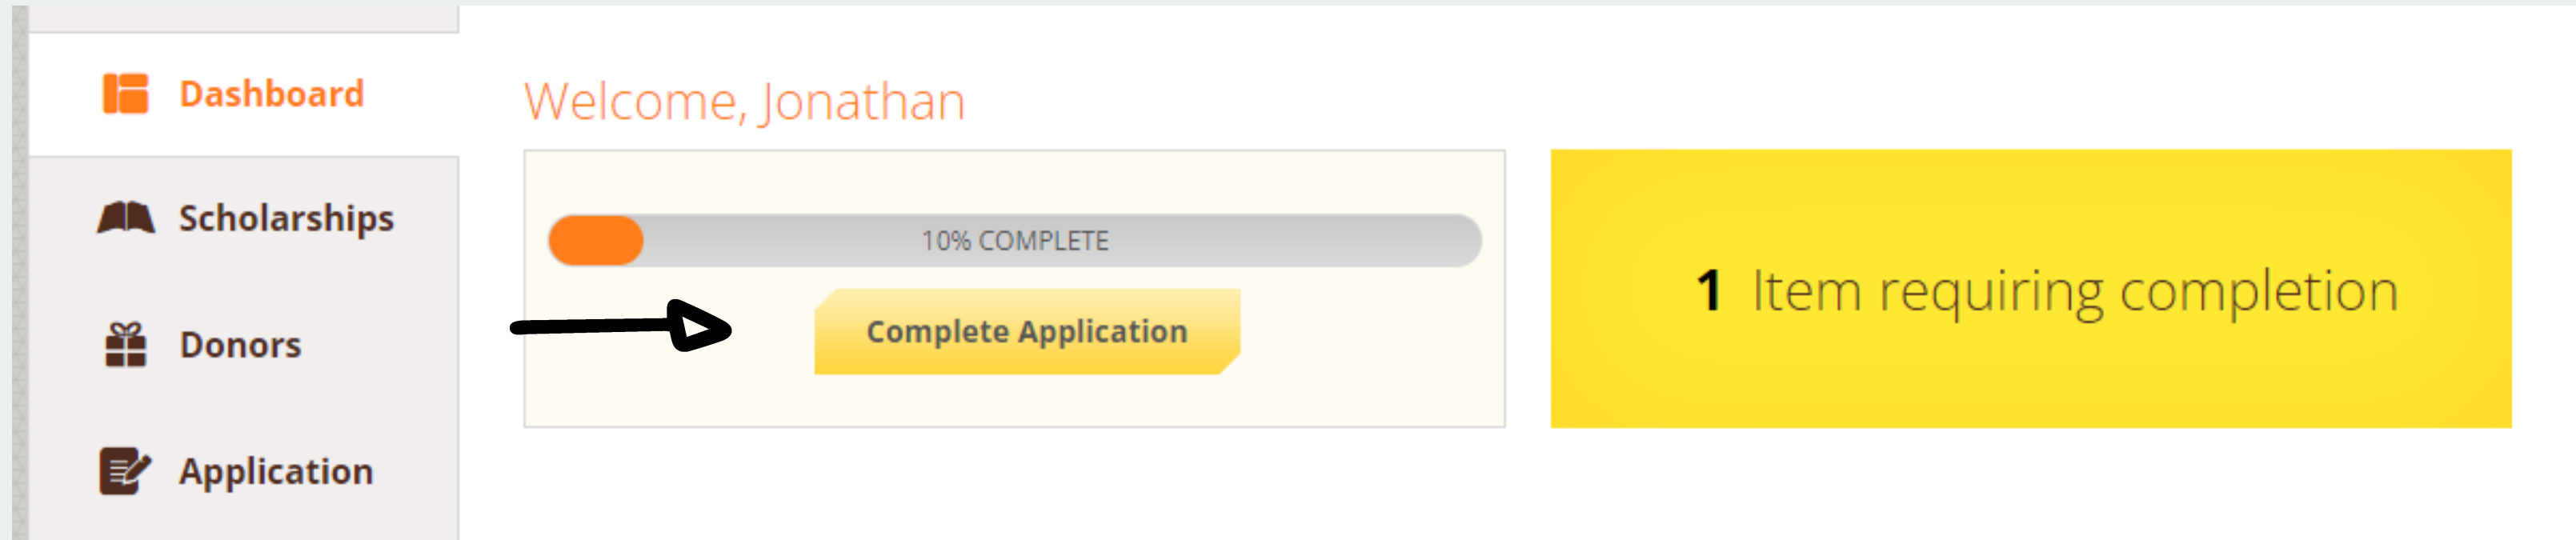 Dashboard
Scholarships
Donors
Application
Welcome, Jonathan
10% COMPLETE
Complete Application
1 Item requiring completion